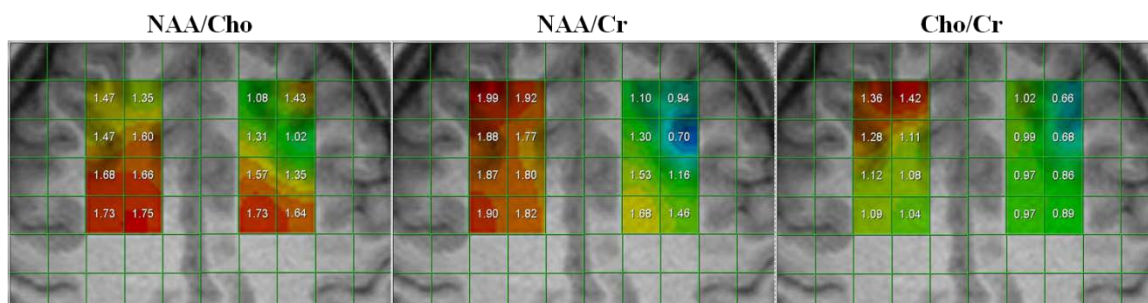 NAA/Cho NAA/Cr Cho/Cr
1.47 1.35 1.08 1.43 1.99 1.92 1.10 0.94 1.36 1.42 1.02 0.66
1.47 1.60 1.31 1.02 1.88 1.77 1.30 0.70 1.28 1.11 0.99 0.68
1.68 1.66 1.57 1.35 1.87 1.80 1.53 1.16 1.12 1.08 0.97 0.86
1.73 1.75 1.73 1.64 1.90 1.82 1.68 1.46 1.09 1.04 0.97 0.89